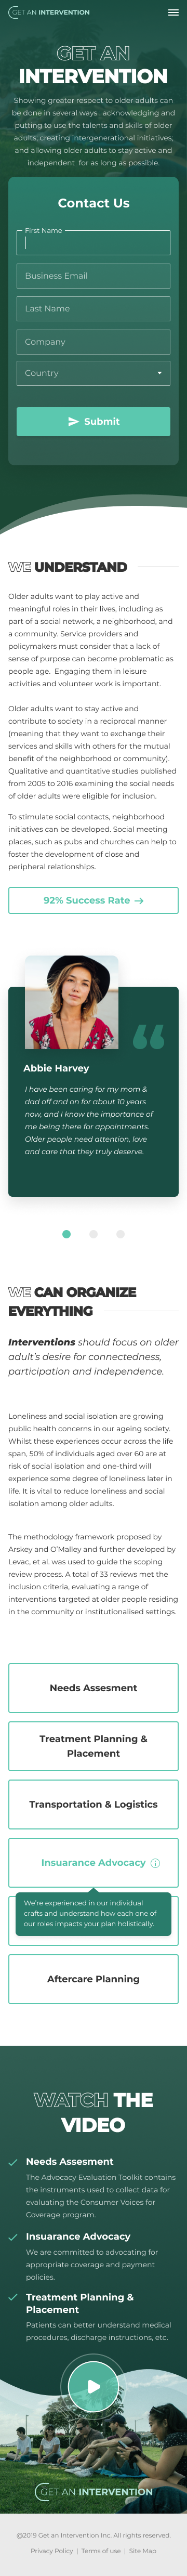 GET AN INTERVENTION
GET AN
INTERVENTION
Showing greater respect to older adults can
be done in several ways : acknowledging and
putting to use the talents and skills of older
adults; creating intergenerational initiatives;
and allowing older adults to stay active and
independent for as long as possible.
Contact Us
First Name
Business Email
Last Name
Company
Country
Submit
WE UNDERSTAND
Older adults want to play active and
meaningful roles in their lives, including as
part of a social network, a neighborhood, and
a community. Service providers and
policymakers must consider that a lack of
sense of purpose can become problematic as
people age. Engaging them in leisure
activities and volunteer work is important.
Older adults want to stay active and
contribute to society in a reciprocal manner
(meaning that they want to exchange their
services and skills with others for the mutual
benefit of the neighborhood or community).
Qualitative and quantitative studies published
from 2005 to 2016 examining the social needs
of older adults were eligible for inclusion.
To stimulate social contacts, neighborhood
initiatives can be developed. Social meeting
places, such as pubs and churches can help to
foster the development of close and
peripheral relationships.
92% Success Rate →
“
Abbie Harvey
I have been caring for my mum &
dad off and on for about 10 years
now, and I know the importance of
me being there for appointments.
Older people need attention, love
and care that they truly deserve.
WE CAN ORGANIZE
EVERYTHING
Interventions should focus on older
adult's desire for connectedness,
participation and independence.
Loneliness and social isolation are growing
public health concerns in our ageing society.
Whilst these experiences occur across the life
span, 50% of individuals aged over 60 are at
risk of social isolation and one-third will
experience some degree of loneliness later in
life. It is vital to reduce loneliness and social
isolation among older adults.
The methodology framework proposed by
Arskey and O'Malley and further developed by
Levac, et al. was used to guide the scoping
review process. A total of 33 reviews met the
inclusion criteria, evaluating a range of
interventions targeted at older people residing
in the community or institutionalised settings.
Needs Assesment
Treatment Planning &
Placement
Transportation & Logistics
Insuarance Advocacy
We're experienced in our individual
crafts and understand how each one of
our roles impacts your plan holistically.
Aftercare Planning
WATCH THE
VIDEO
Needs Assesment
The Advocacy Evaluation Toolkit contains
the instruments used to collect data for
evaluating the Consumer Voices for
Coverage program.
Insuarance Advocacy
We are committed to advocating for
appropriate coverage and payment
policies.
Treatment Planning &
Placement
Patients can better understand medical
procedures, discharge instructions, etc.
GET AN INTERVENTION
@2019 Get an Intervention Inc. All rights reserved.
Privacy Policy | Terms of use | Site Map